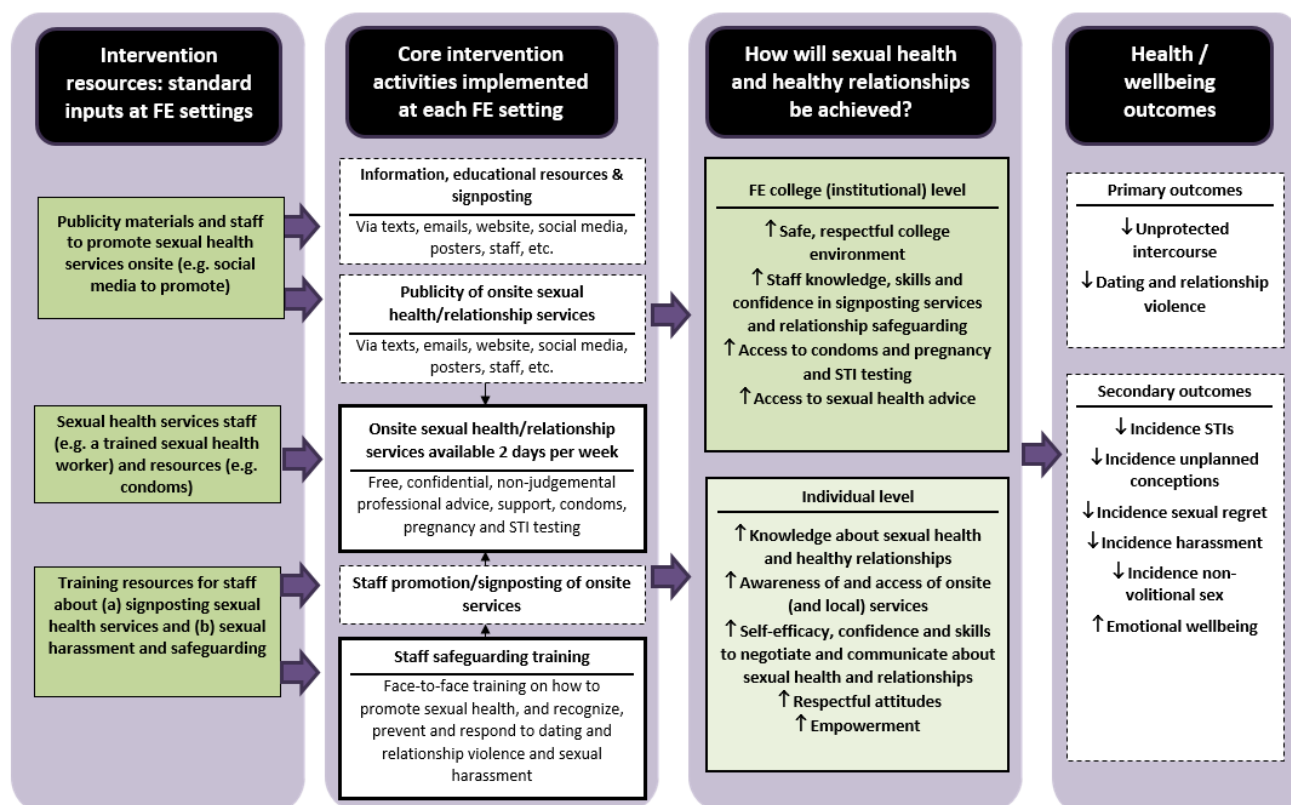 Intervention
resources: standard
inputs at FE settings
Publicity materials and staff
to promote sexual health
services onsite (e.g. social
media to promote)
Sexual health services staff
(e.g. a trained sexual health
worker) and resources (e.g.
condoms)
Training resources for staff
about (a) signposting sexual
health services and (b) sexual
harassment and safeguarding
Core intervention
activities implemented
at each FE setting
Information, educational resources &
signposting
Via texts, emails, website, social media,
posters, staff, etc.
Publicity of onsite sexual
health/relationship services
Via texts, emails, website, social media,
posters, staff, etc.
Onsite sexual health/relationship
services available 2 days per week
Free, confidential, non-judgemental
professional advice, support, condoms,
pregnancy and STI testing
Staff promotion/signposting of onsite
services
Staff safeguarding training
Face-to-face training on how to
promote sexual health, and recognize,
prevent and respond to dating and
relationship violence and sexual
harassment
How will sexual health
and healthy relationships
be achieved?
FE college (institutional) level
↑Safe, respectful college
environment
↑Staff knowledge, skills and
confidence in signposting services
and relationship safeguarding
↑Access to condoms and pregnancy
and STI testing
↑Access to sexual health advice
Individual level
↑Knowledge about sexual health
and healthy relationships
↑Awareness of and access of onsite
(and local) services
↑Self-efficacy, confidence and skills
to negotiate and communicate about
sexual health and relationships
↑Respectful attitudes
↑Empowerment
Health /
wellbeing
outcomes
Primary outcomes
↓Unprotected
intercourse
↓Dating and relationship
violence
Secondary outcomes
↓Incidence STIs
↓Incidence unplanned
conceptions
↓Incidence sexual regret
↓Incidence harassment
↓Incidence non-
volitional sex
↑Emotional wellbeing